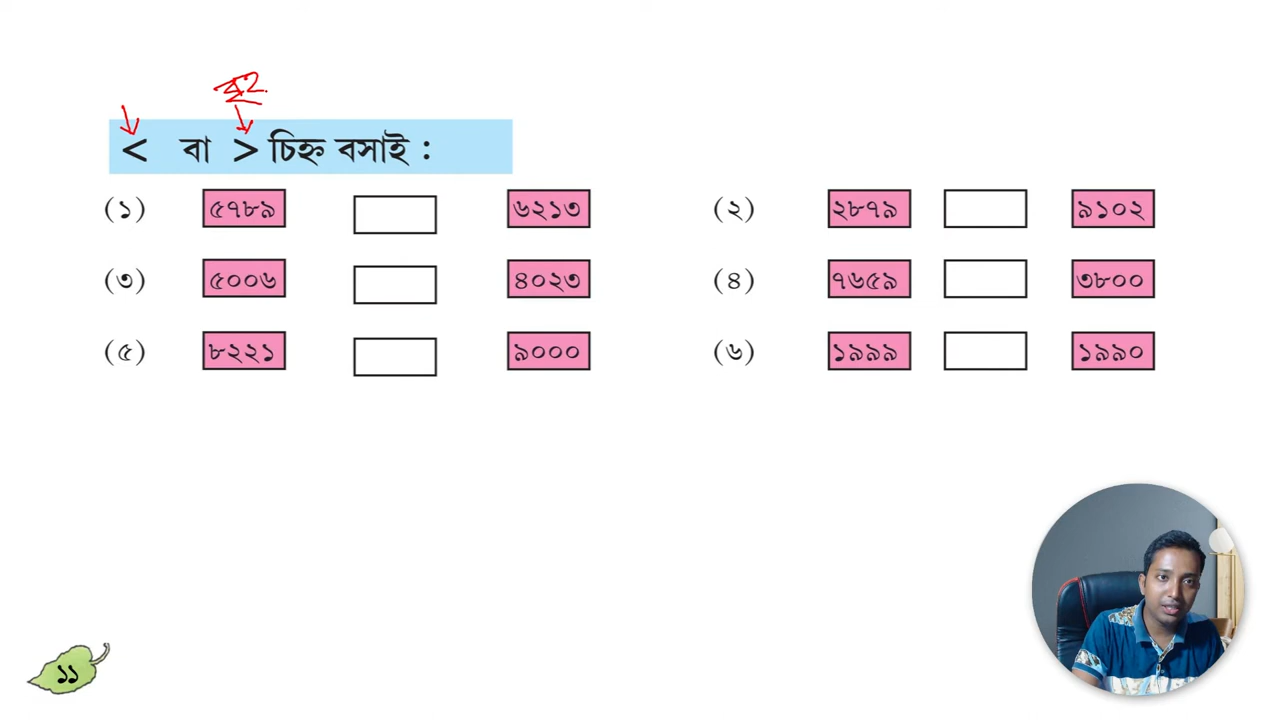 বৃহৎ
< বা > চিহ্ন বসাই :
(১) ৫৭৮৯ ৬২১৩ (২) ২৮৭৯ ৯১০২
(৩) ৫০০৬ ৪০২৩ (৪) ৭৬৫৯ ৩৮০০
(৫) ৮২২১ ৯০০০ (৬) ১৯৯৯ ১৯৯০
১১